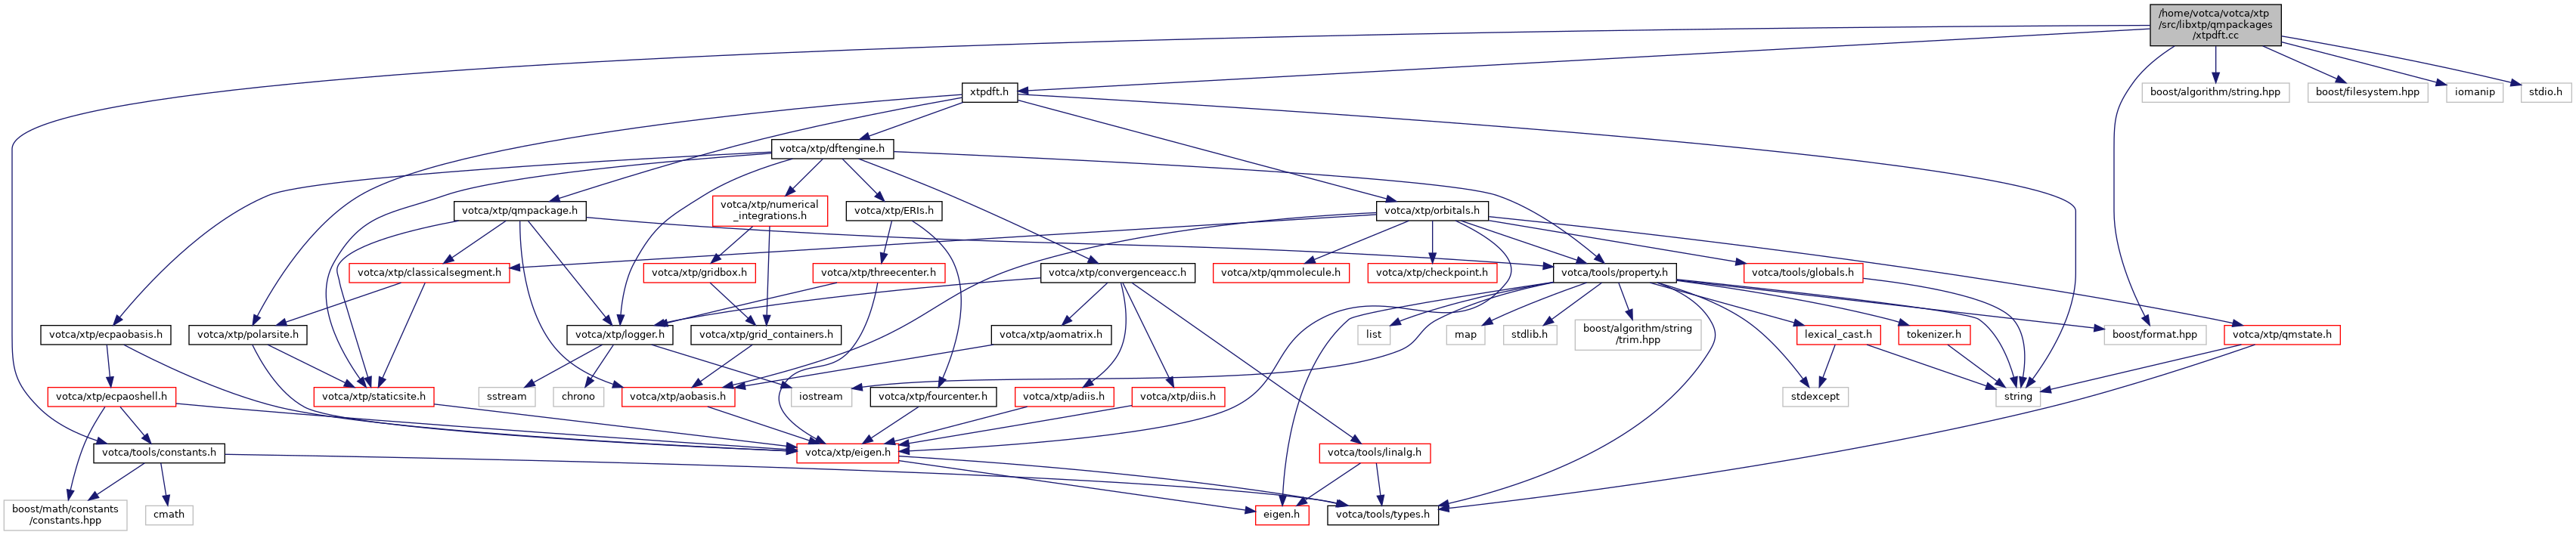 /home/votca/votca/xtp
/src/libxtp/qmpackages
/xtpdft.cc
xtpdft.h
boost/algorithm/string.hpp
boost/filesystem.hpp
iomanip
stdio.h
votca/xtp/dftengine.h
votca/xtp/qmpackage.h
votca/xtp/numerical
_integrations.h
votca/xtp/ERIs.h
votca/xtp/orbitals.h
votca/xtp/classicalsegment.h
votca/xtp/gridbox.h
votca/xtp/threecenter.h
votca/xtp/convergenceacc.h
votca/xtp/qmmolecule.h
votca/xtp/checkpoint.h
votca/tools/property.h
votca/tools/globals.h
votca/xtp/ecpaobasis.h
votca/xtp/polarsite.h
votca/xtp/logger.h
votca/xtp/grid_containers.h
votca/xtp/aomatrix.h
list
map
stdlib.h
boost/algorithm/string
/trim.hpp
lexical_cast.h
tokenizer.h
boost/format.hpp
votca/xtp/qmstate.h
votca/xtp/ecpaoshell.h
votca/xtp/staticsite.h
sstream
chrono
votca/xtp/aobasis.h
iostream
votca/xtp/fourcenter.h
votca/xtp/adiis.h
votca/xtp/diis.h
stdexcept
string
votca/tools/constants.h
votca/xtp/eigen.h
votca/tools/linalg.h
boost/math/constants
/constants.hpp
cmath
eigen.h
votca/tools/types.h